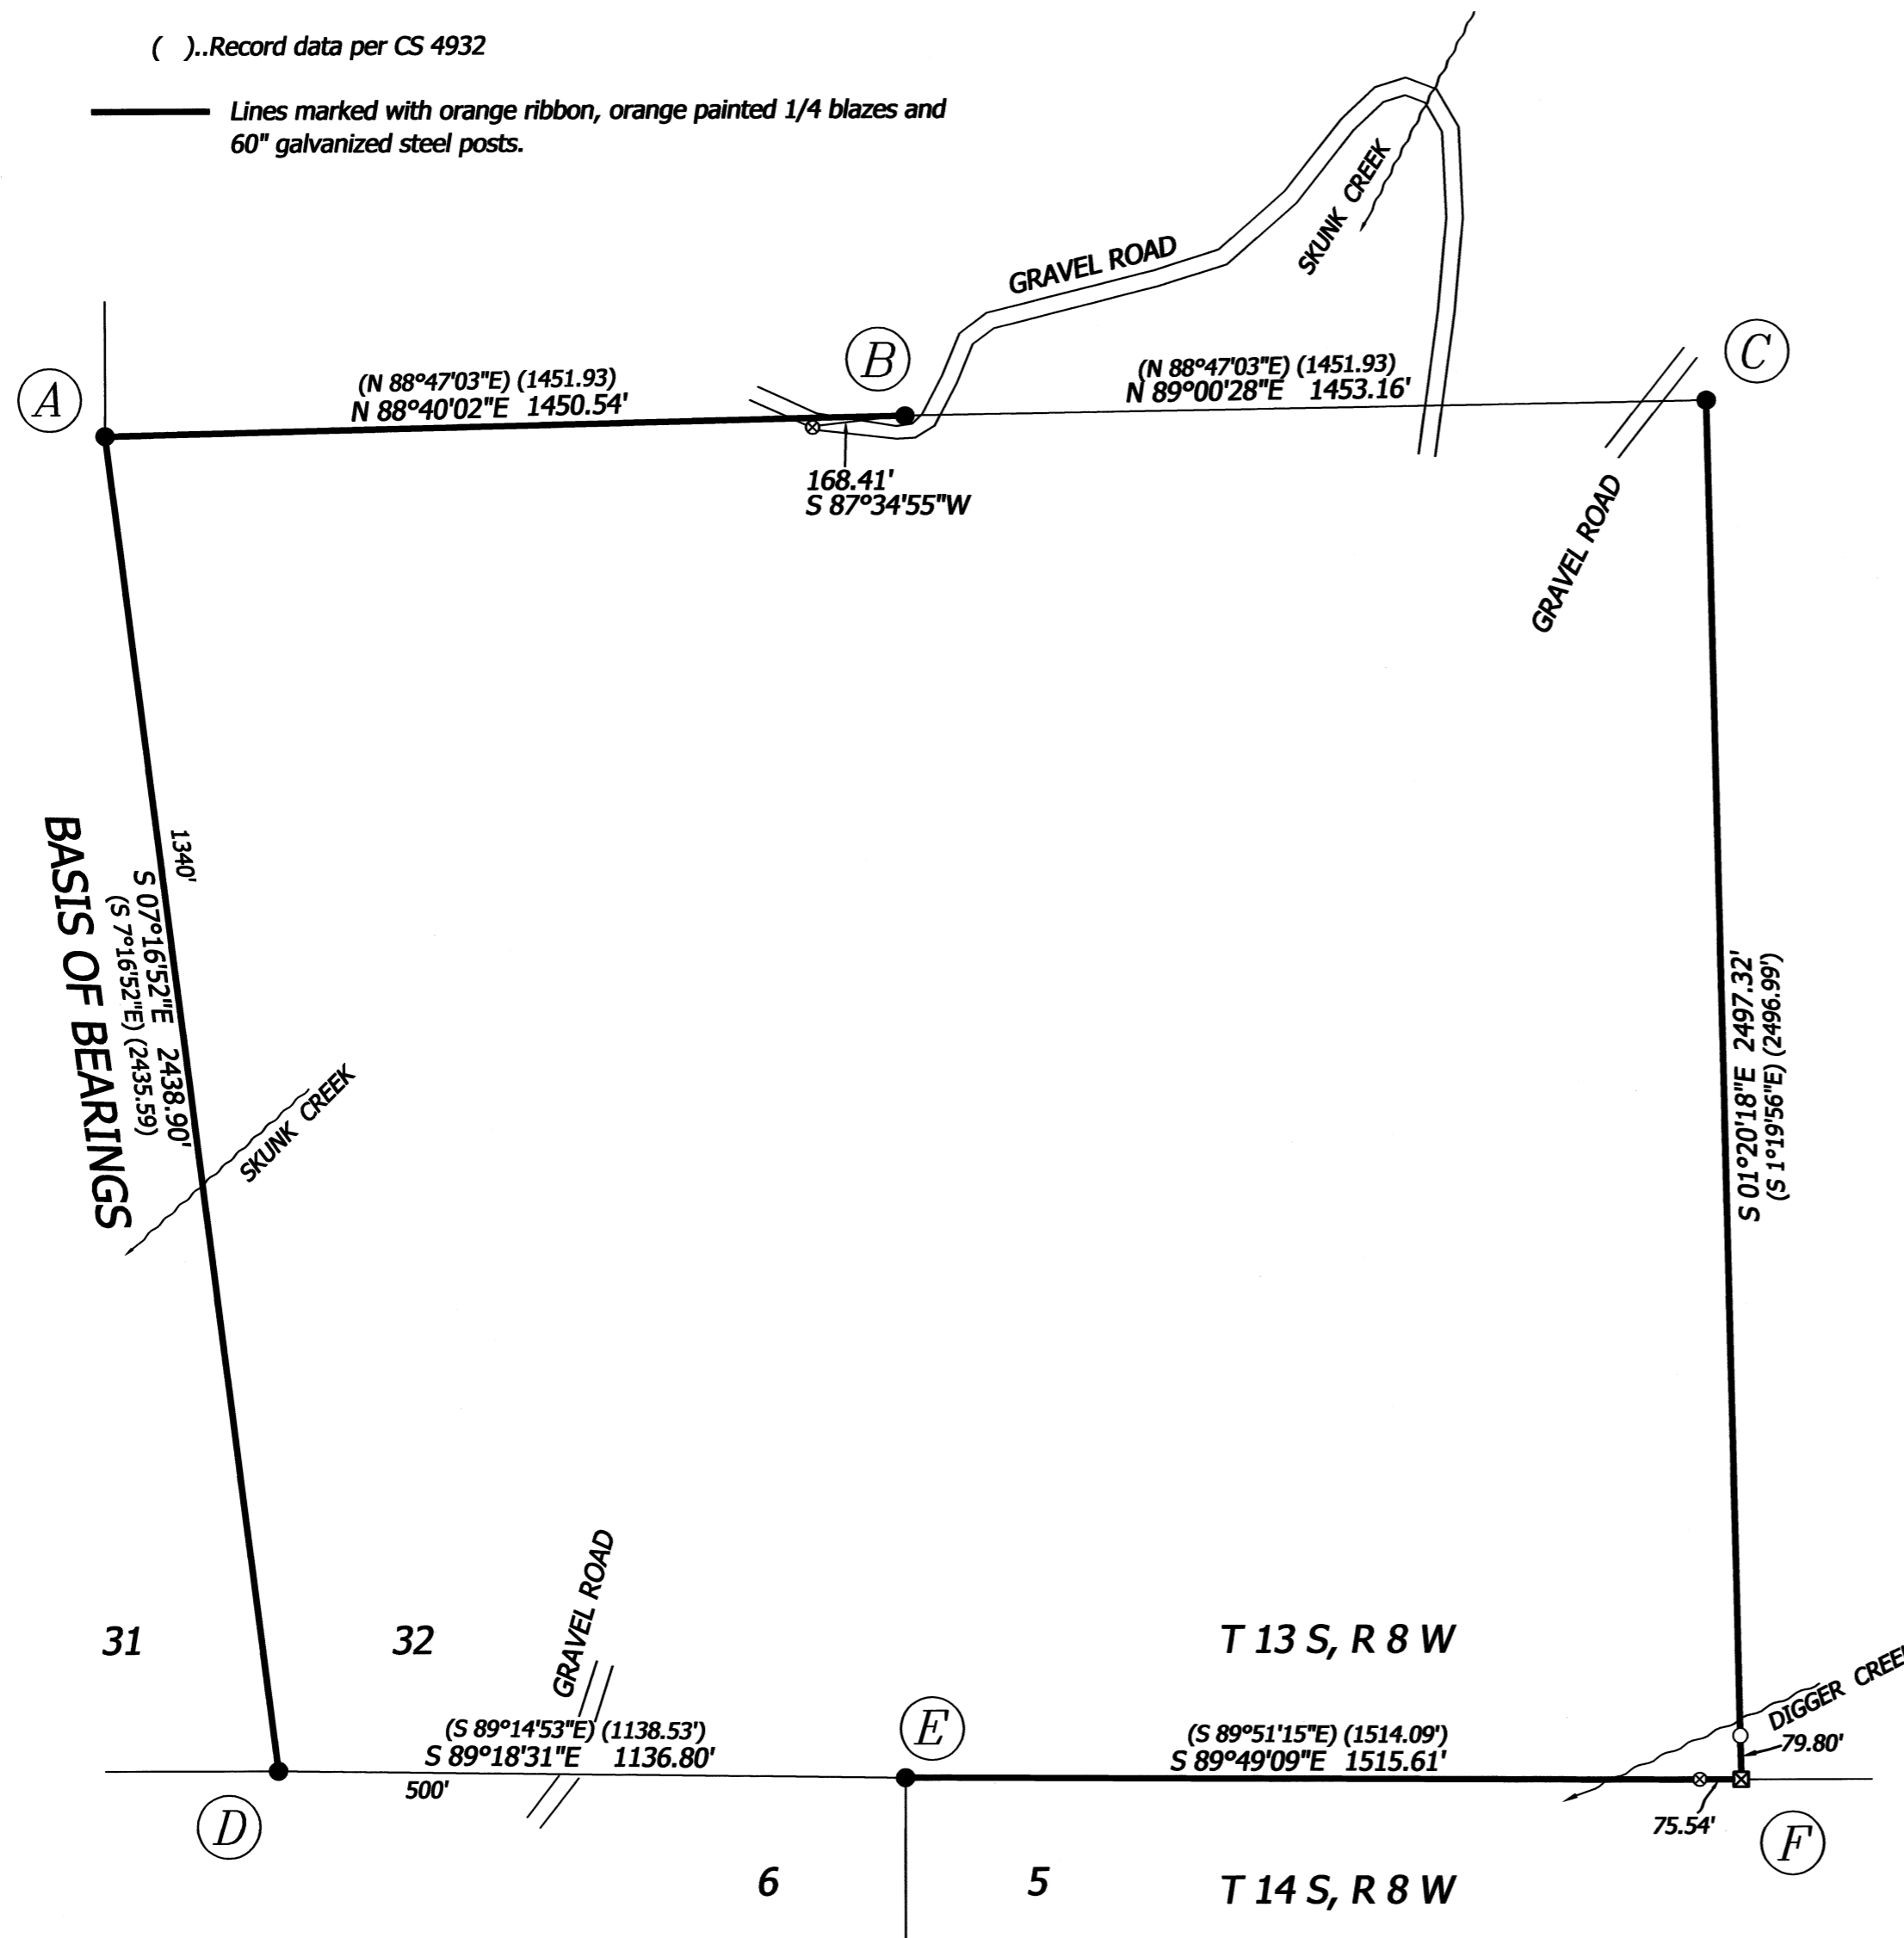 ( )..Record data per CS 4932
Lines marked with orange ribbon, orange painted 1/4 blazes and
60" galvanized steel posts.
SKUNK CREEK
GRAVEL ROAD
A
(N 88°47'03"E) (1451.93)
N 88°40'02"E 1450.54'
B
(N 88°47'03"E) (1451.93)
N 89°00'28"E 1453.16'
C
168.41'
S 87°34'55"W
GRAVEL ROAD
1340'
S 07°16'52"E 2438.90'
(S 7°16'52"E) (2435.59)
BASIS OF BEARINGS
SKUNK CREEK
S 01°20'18"E 2497.32'
(S 1°19'56"E) (2496.99')
31
32
GRAVEL ROAD
T 13 S, R 8 W
DIGGER CREE
79.80'
(S 89°14'53"E) (1138.53')
S 89°18'31"E 1136.80'
500'
E
(S 89°51'15"E) (1514.09')
S 89°49'09"E 1515.61'
75.54'
D
F
6
5
T 14 S, R 8 W